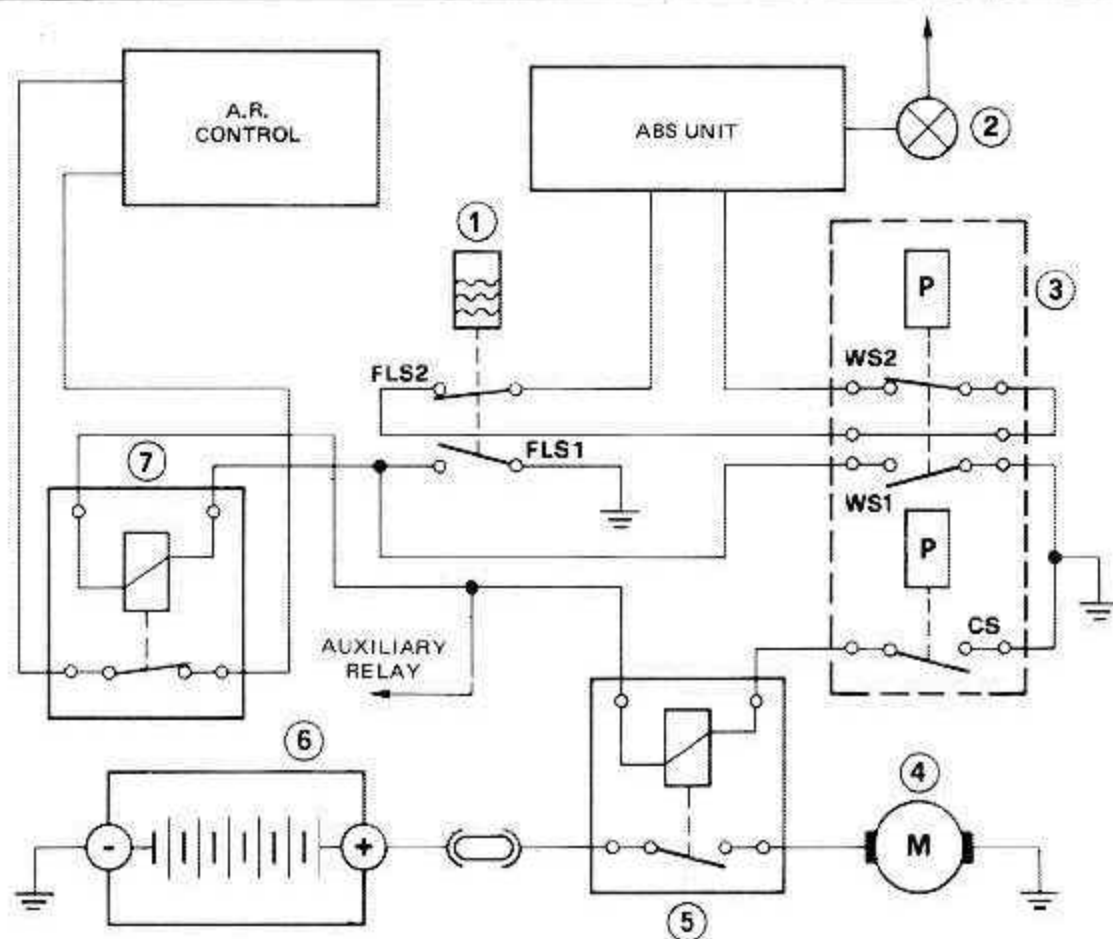 A.R.
CONTROL
ABS UNIT
2
1
P
3
WS2
FLS2
FLS1
7
WS1
P
AUXILIARY
RELAY
CS
6
5
4
-
+
M